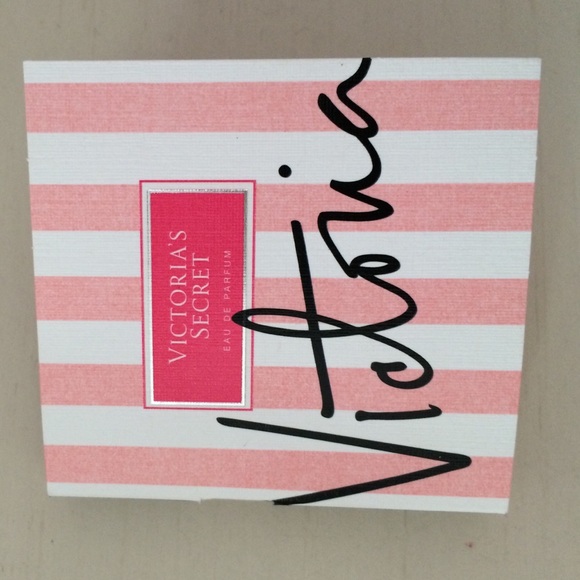 VICTORIA'S
SECRET
EAU DE PARFUM
Victoria